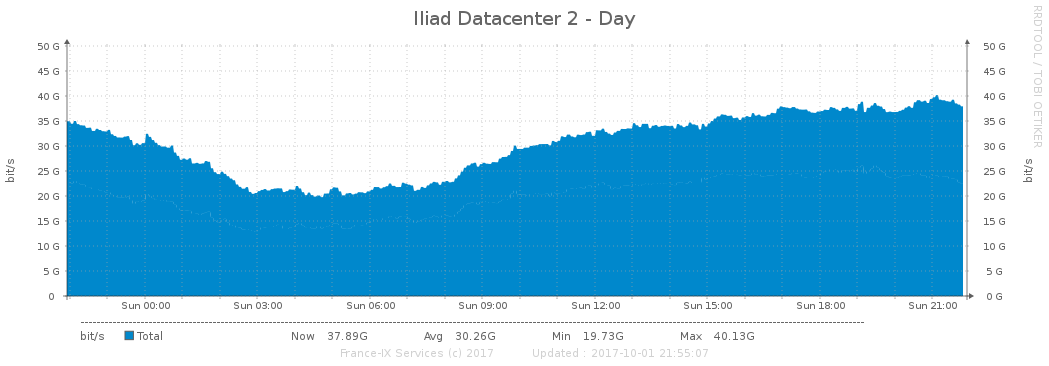 Iliad Datacenter 2 - Day
RRDTOOL / TOBI OETIKER
50 G 50 G
45 G 45 G
40 G 40 G
35 G 35 G
30 G 30 G
25 G 25 G
20 G 20 G
15 G 15 G
10 G 10 G
5 G 5 G
0 0 G
bit/s bit/s
Sun 00:00 Sun 03:00 Sun 06:00 Sun 09:00 Sun 12:00 Sun 15:00 Sun 18:00 Sun 21:00
bit/s Total Now 37.89G Avg 30.26G Min 19.73G Max 40.13G
France-IX Services (c) 2017 Updated : 2017-10-01 21:55:07